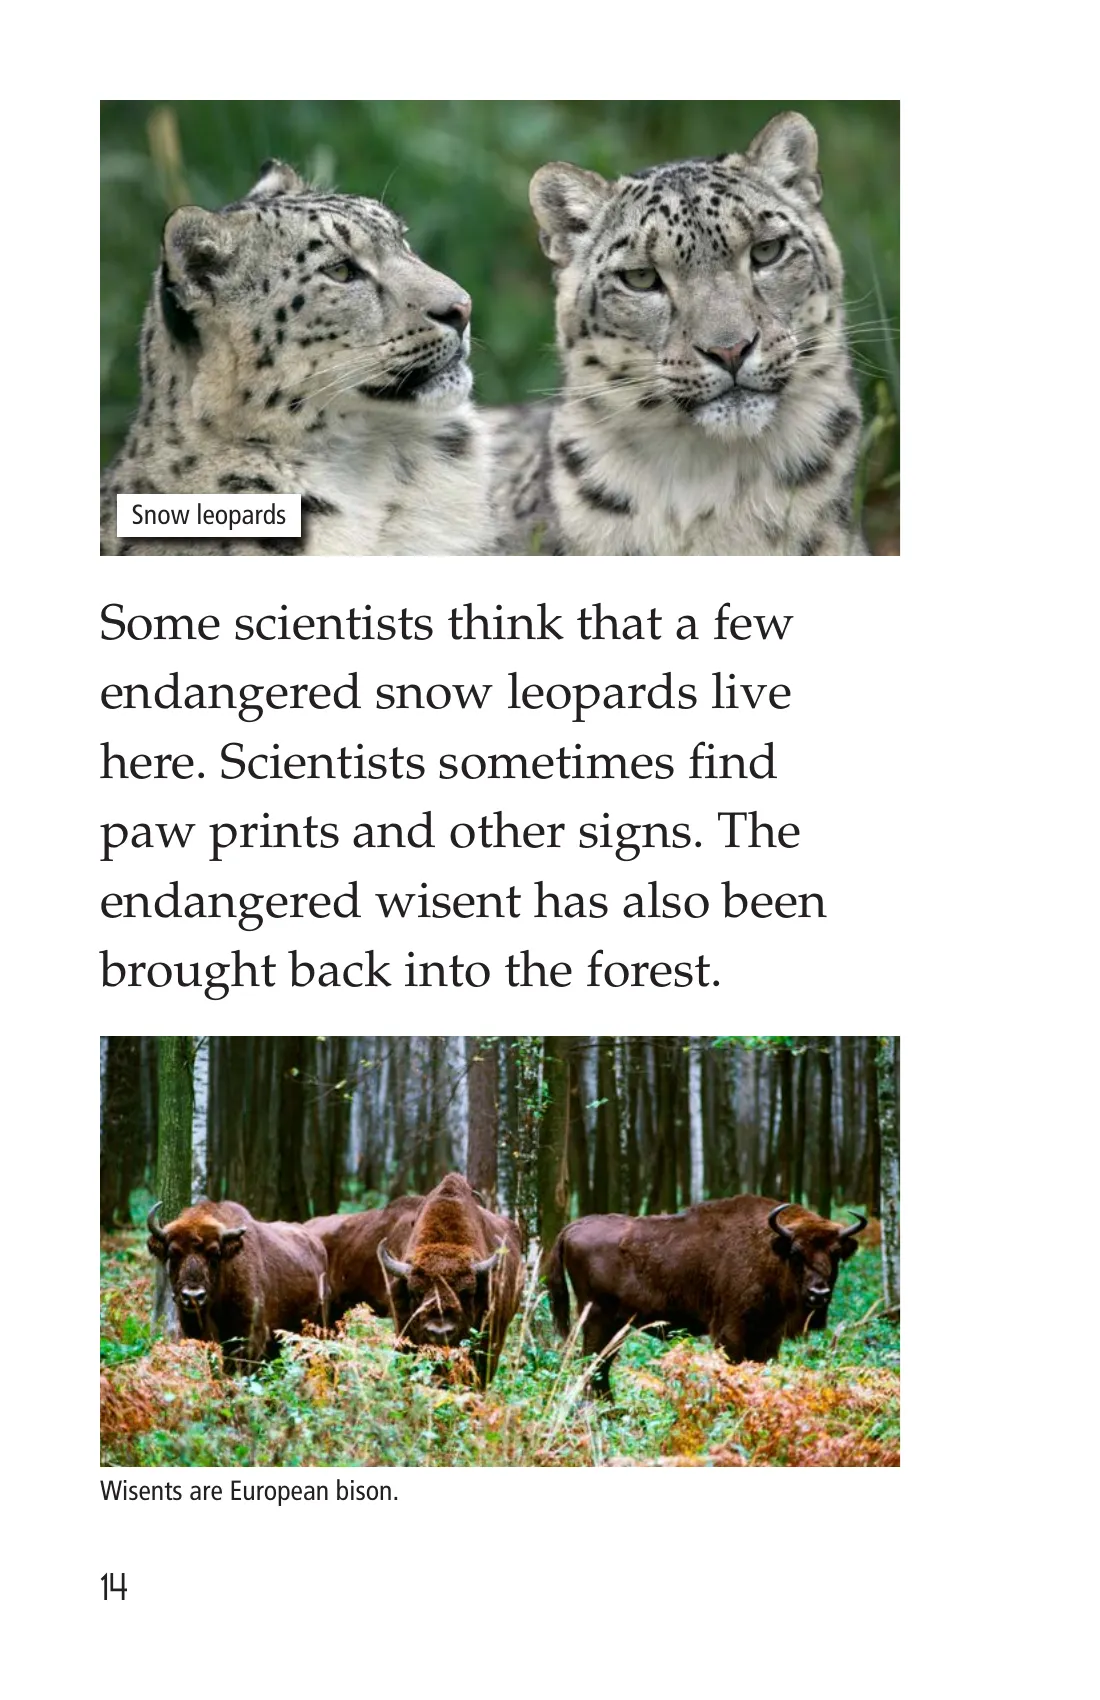 Snow leopards
Some scientists think that a few
endangered snow leopards live
here. Scientists sometimes find
paw prints and other signs. The
endangered wisent has also been
brought back into the forest.
Wisents are European bison.
14